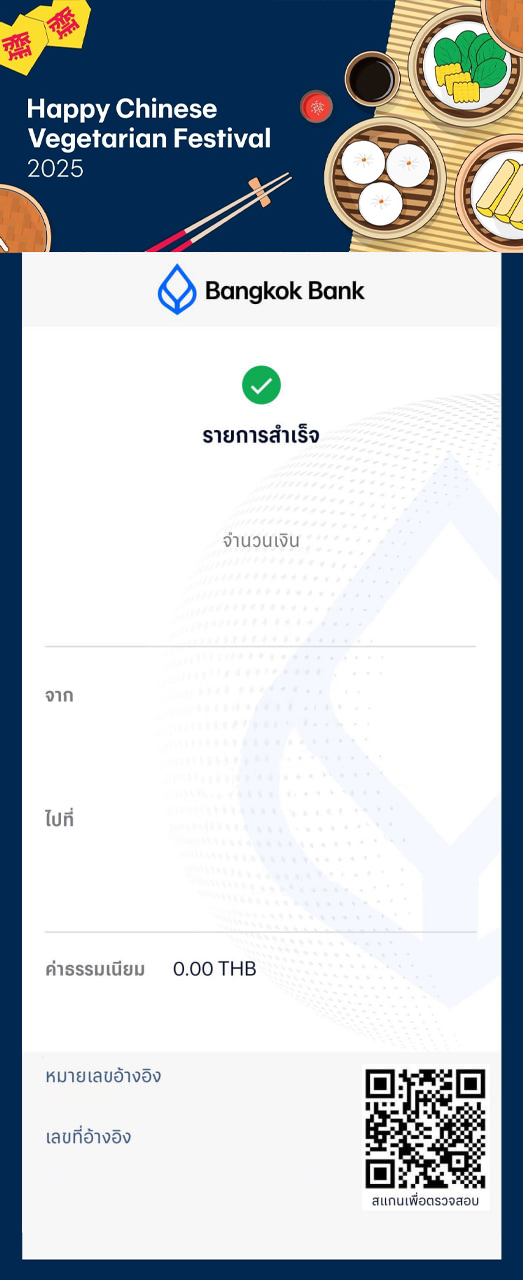 齋
齋
Happy Chinese
Vegetarian Festival
2025
Bangkok Bank
รายการสำเร็จ
จำนวนเงิน
จาก
ไปที่
ค่าธรรมเนียม 0.00 THB
หมายเลขอ้างอิง
เลขที่อ้างอิง
สแกนเพื่อตรวจสอบ